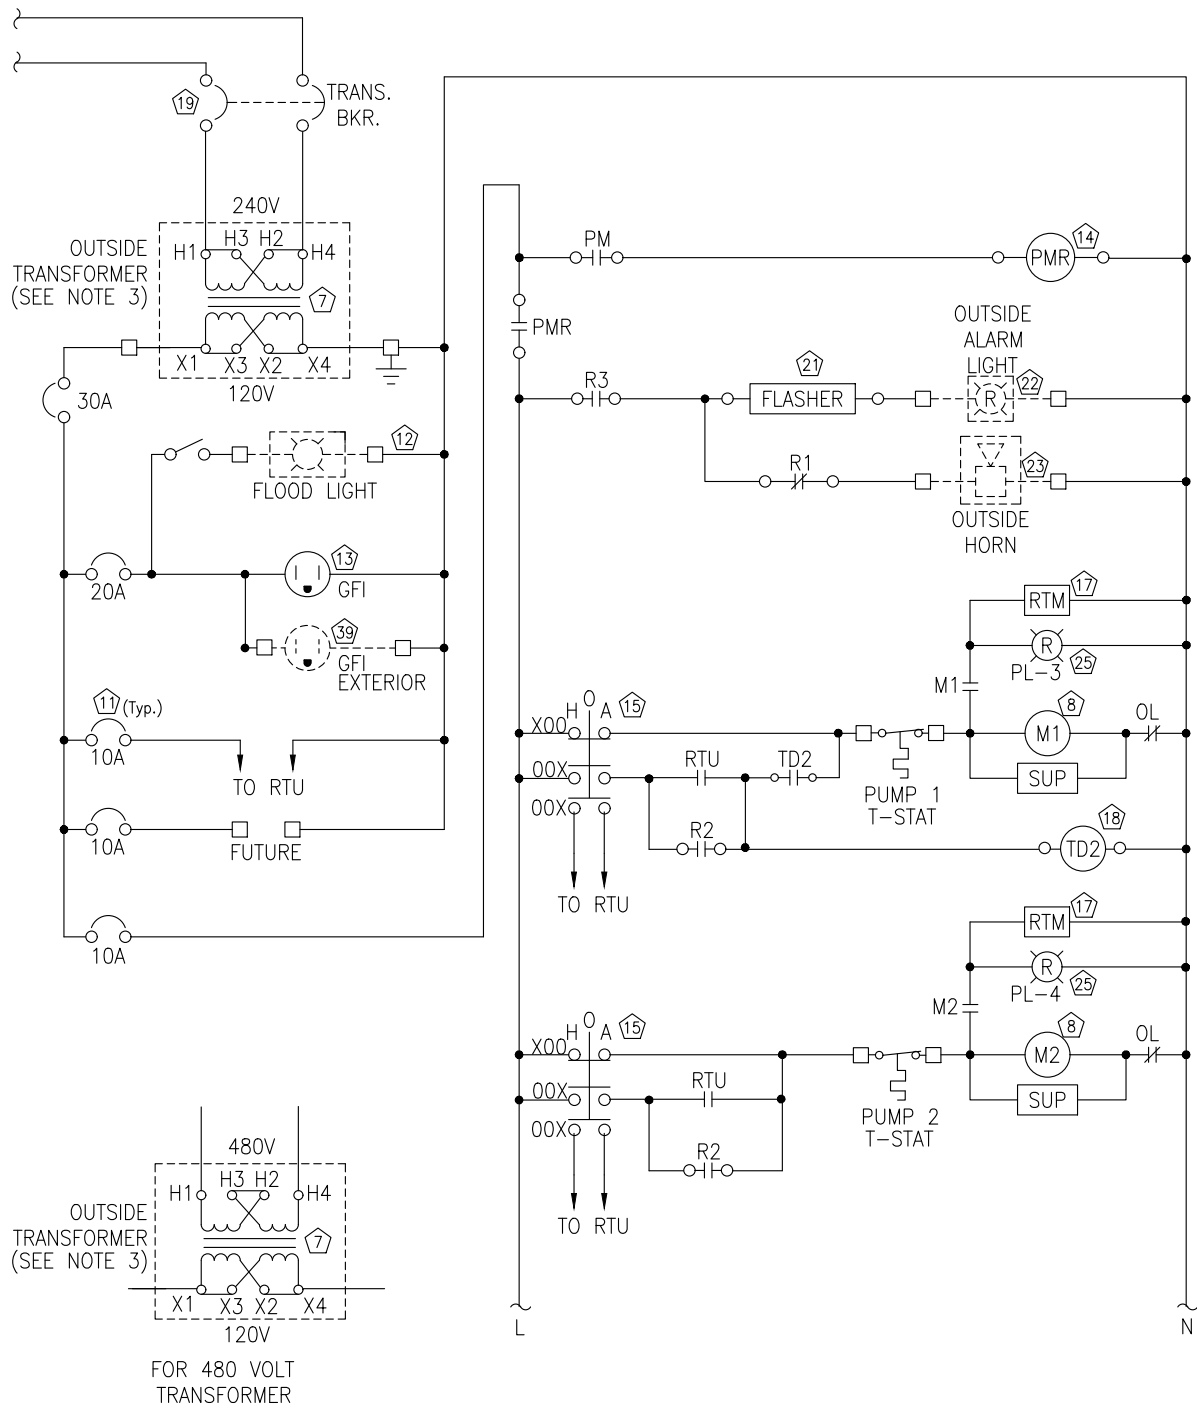 19
TRANS.
BKR.
240V
OUTSIDE
TRANSFORMER
(SEE NOTE 3)
H1 H3 H2 H4
7
X1 X3 X2 X4
120V
30A
12
FLOOD LIGHT
20A
13
GFI
39
GFI
EXTERIOR
11 (Typ.)
10A
TO RTU
10A
FUTURE
10A
PM
PMR
14
PMR
R3
21
FLASHER
OUTSIDE
ALARM
LIGHT
R
22
R1
23
OUTSIDE
HORN
RTM
17
R
PL-3
25
M1
H O A
15
X00
00X
00X
RTU
TD2
R2
TO RTU
PUMP 1
T-STAT
M1
8
OL
SUP
TD2
18
RTM
17
R
PL-4
25
M2
H O A
15
X00
00X
00X
RTU
R2
TO RTU
PUMP 2
T-STAT
M2
8
OL
SUP
L
N
480V
OUTSIDE
TRANSFORMER
(SEE NOTE 3)
H1 H3 H2 H4
7
X1 X3 X2 X4
120V
FOR 480 VOLT
TRANSFORMER